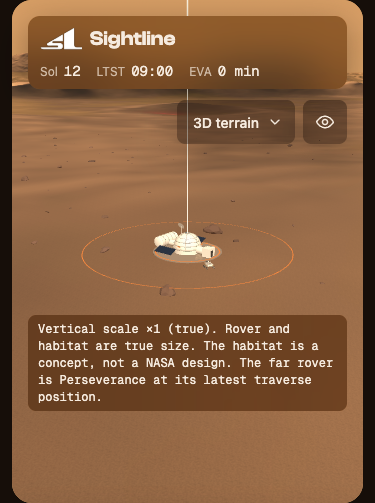 Sightline
Sol 12 LTST 09:00 EVA 0 min
3D terrain
Vertical scale ×1 (true). Rover and
habitat are true size. The habitat is a
concept, not a NASA design. The far rover
is Perseverance at its latest traverse
position.